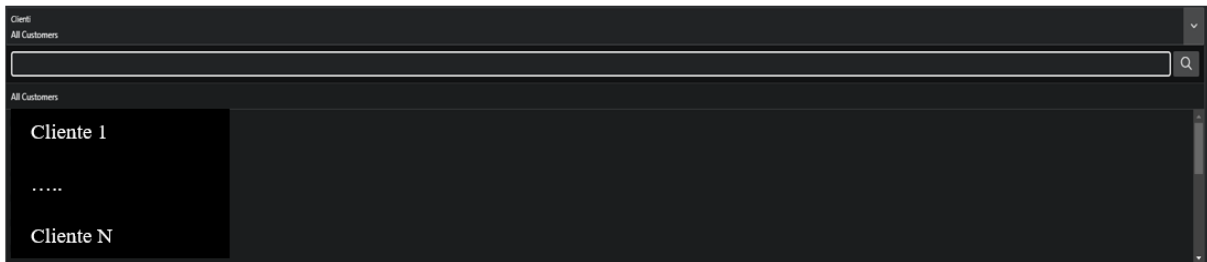 Clienti
All Customers
All Customers
Cliente 1
.....
Cliente N